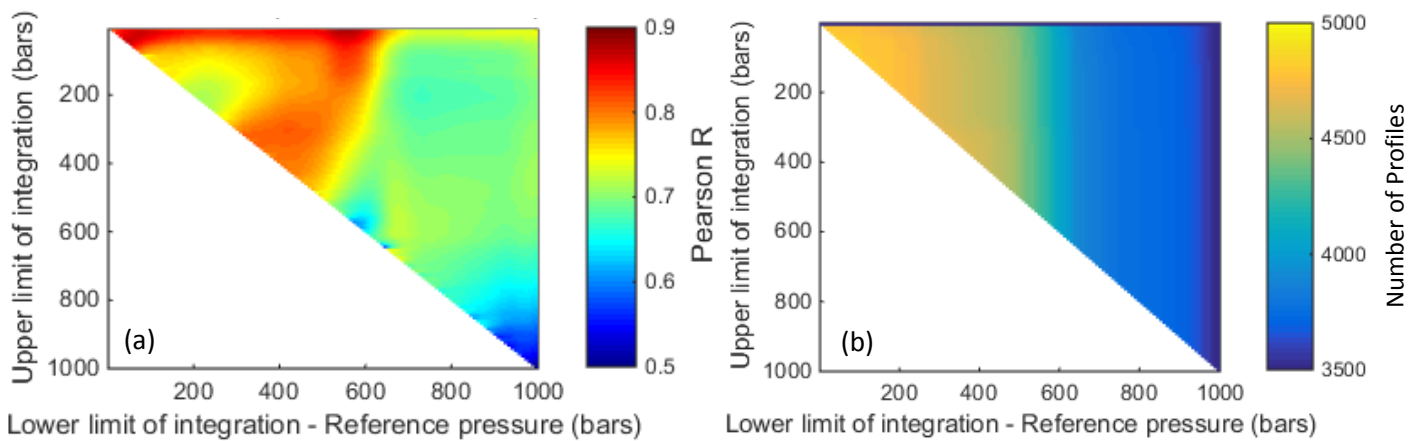 Upper limit of integration (bars)
200
400
600
800
1000
(a)
200 400 600 800 1000
Lower limit of integration - Reference pressure (bars)
0.9
0.8
0.7
0.6
0.5
Pearson R
Upper limit of integration (bars)
200
400
600
800
1000
(b)
200 400 600 800 1000
Lower limit of integration - Reference pressure (bars)
5000
4500
4000
3500
Number of Profiles